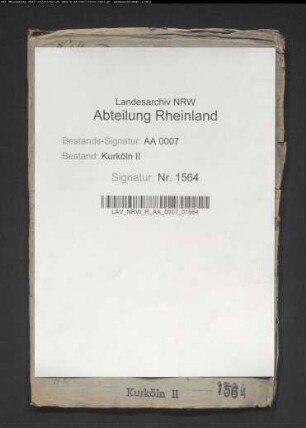 Landesarchiv NRW
Abteilung Rheinland
Bestands-Signatur: AA 0007
Bestand: Kurköln II
Signatur: Nr. 1564
LAV_NRW_R_AA_0007_01564
Kurköln II
1564